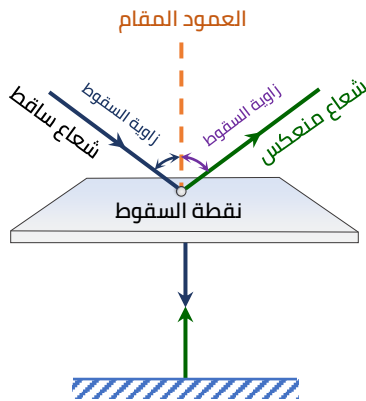 العمود المقام
زاوية السقوط
زاوية السقوط
شعاع ساقط
شعاع منعكس
نقطة السقوط